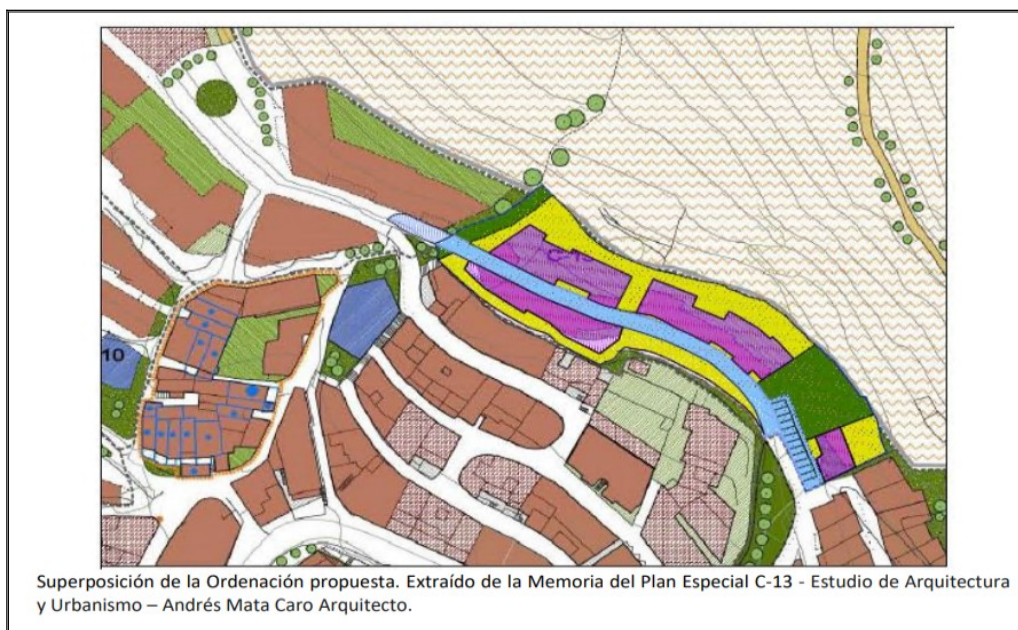 C-13
10
Superposición de la Ordenación propuesta. Extraído de la Memoria del Plan Especial C-13 - Estudio de Arquitectura
y Urbanismo – Andrés Mata Caro Arquitecto.